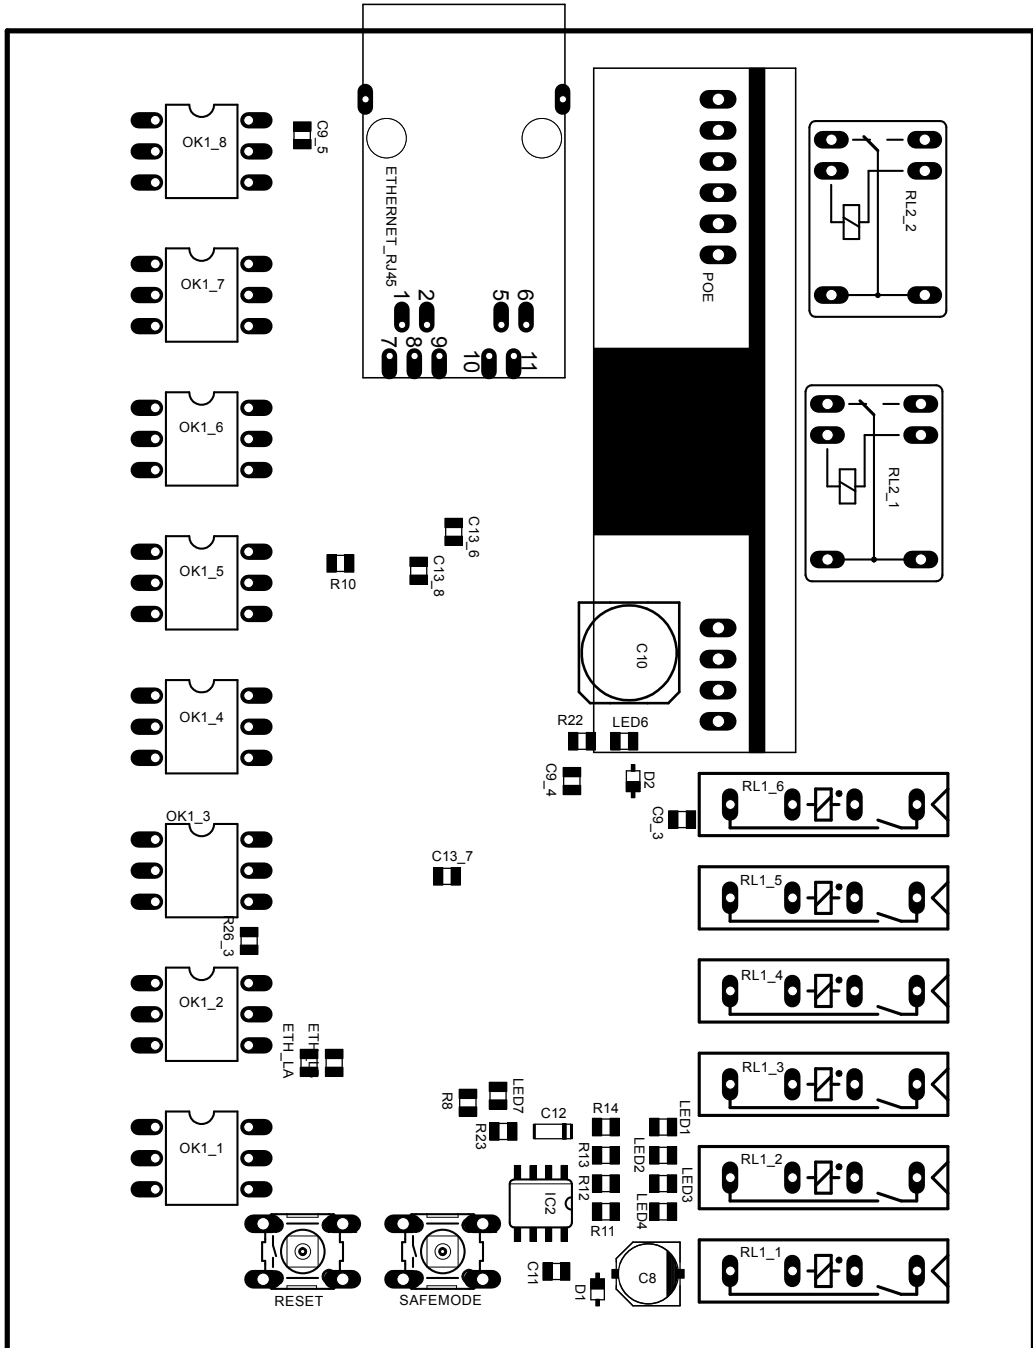 OK1_8
C9_5
ETHERNET_RJ45
1
2
5
6
7
8
9
10
11
POE
RL2_2
OK1_7
OK1_6
RL2_1
OK1_5
R10
C13_6
C13_8
C10
OK1_4
R22
LED6
C9_4
D2
C9_3
RL1_6
OK1_3
C13_7
RL1_5
R26_3
OK1_2
RL1_4
ETH_LA
RL1_3
R8
LED7
R23
C12
R14
LED1
OK1_1
R13
LED2
RL1_2
R12
LED3
IC2
R11
LED4
C11
D1
C8
RL1_1
RESET
SAFEMODE